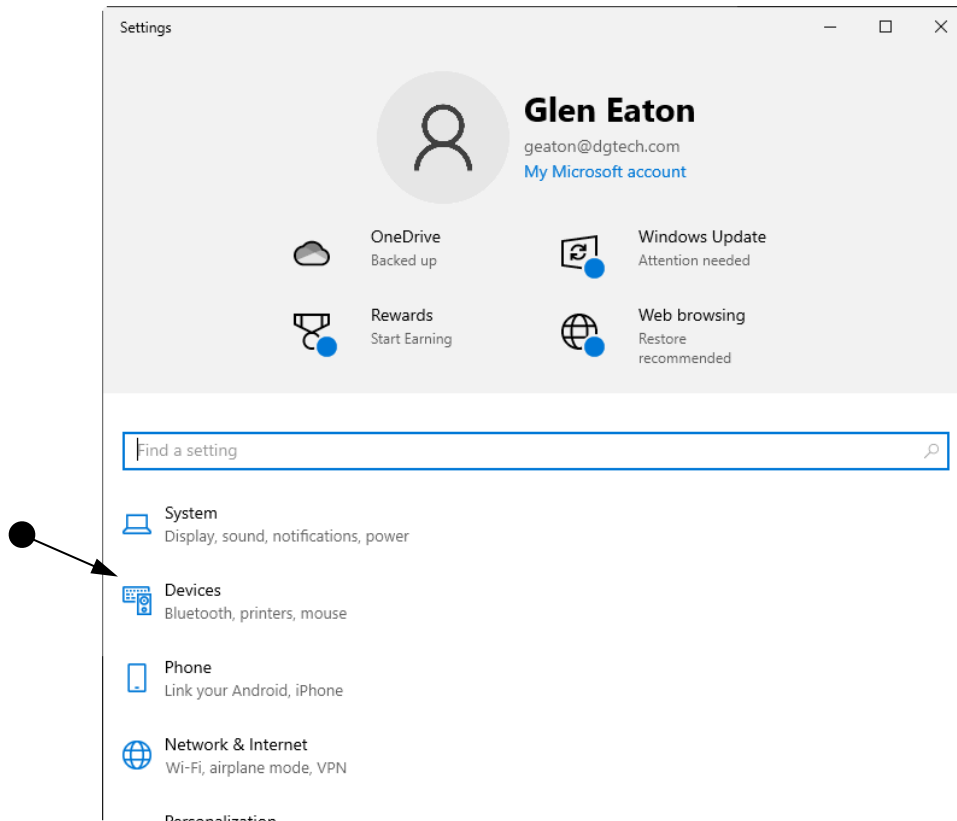 Settings
Glen Eaton
geaton@dgtech.com
My Microsoft account
OneDrive
Backed up
Windows Update
Attention needed
Rewards
Start Earning
Web browsing
Restore
recommended
Find a setting
System
Display, sound, notifications, power
Devices
Bluetooth, printers, mouse
Phone
Link your Android, iPhone
Network & Internet
Wi-Fi, airplane mode, VPN
Personalization